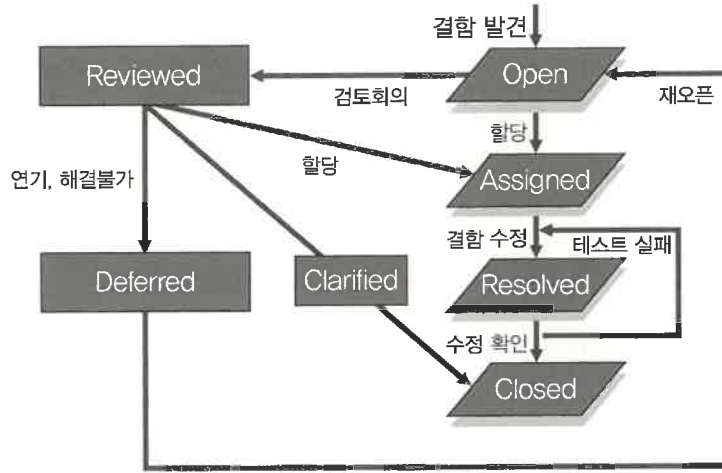 결함 발견
Reviewed
Open
검토회의
재오픈
할당
할당
연기, 해결불가
Assigned
결함 수정
테스트 실패
Deferred
Clarified
Resolved
수정 확인
Closed